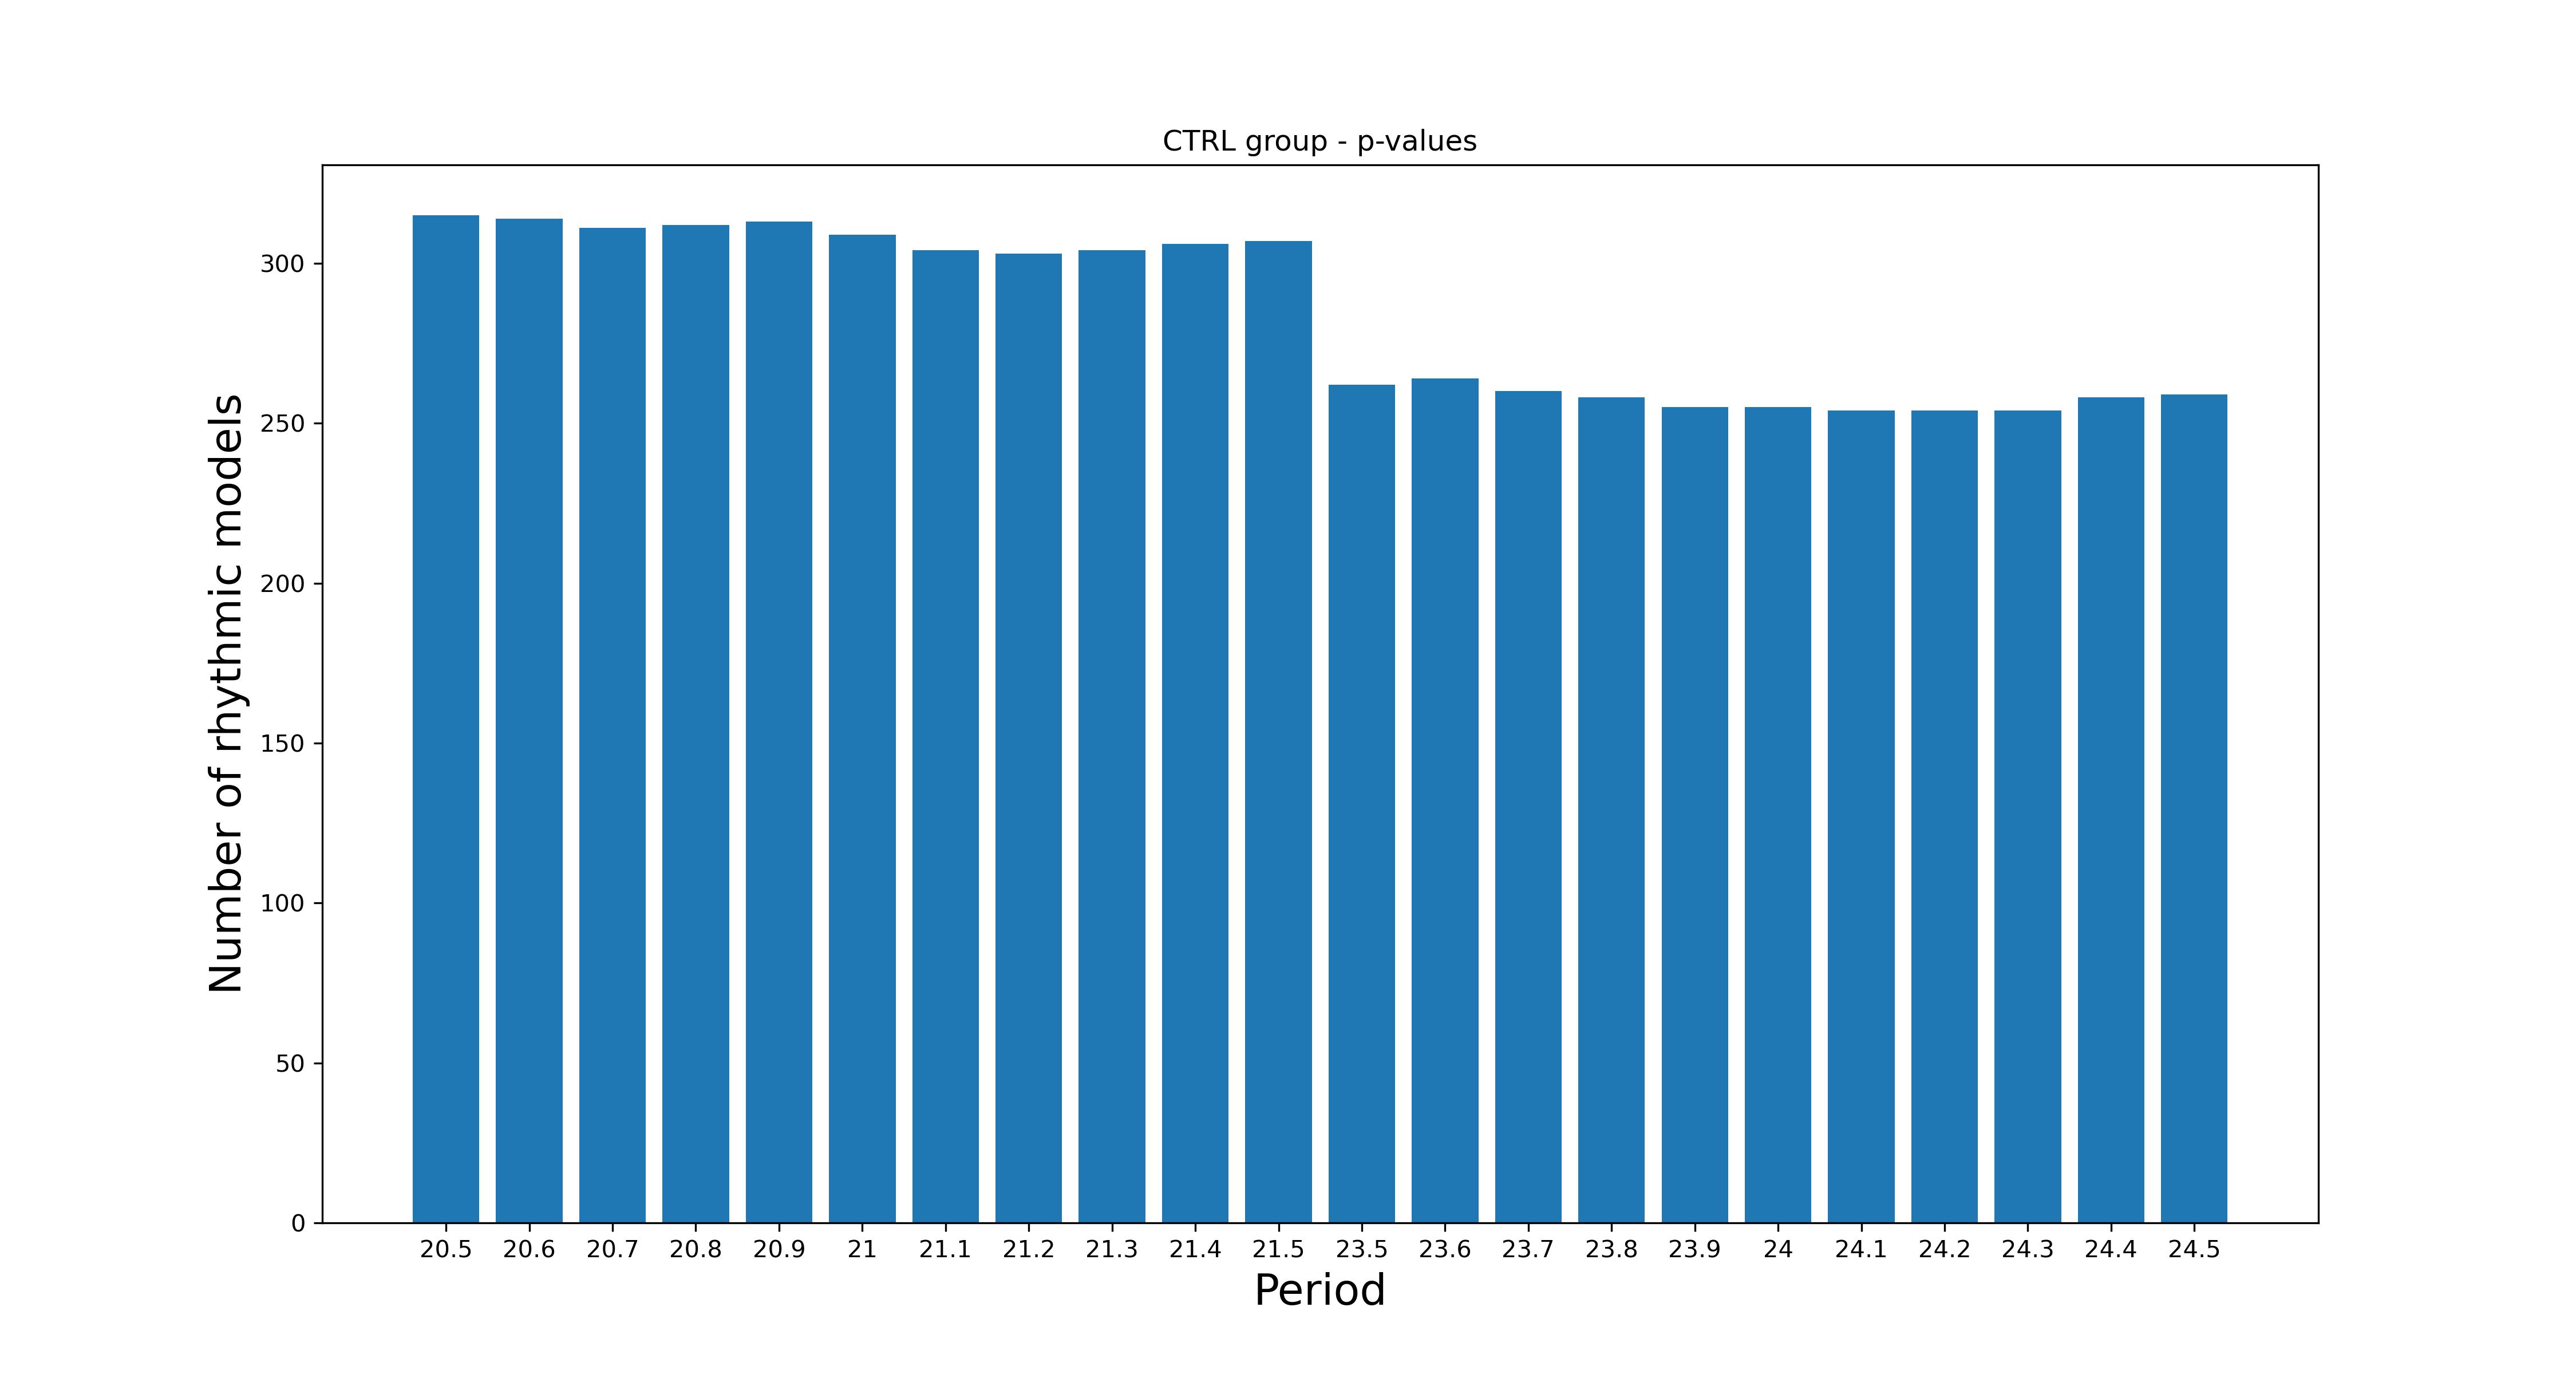 CTRL group - p-values
Number of rhythmic models
300
250
200
150
100
50
0
20.5 20.6 20.7 20.8 20.9 21 21.1 21.2 21.3 21.4 21.5 23.5 23.6 23.7 23.8 23.9 24 24.1 24.2 24.3 24.4 24.5
Period